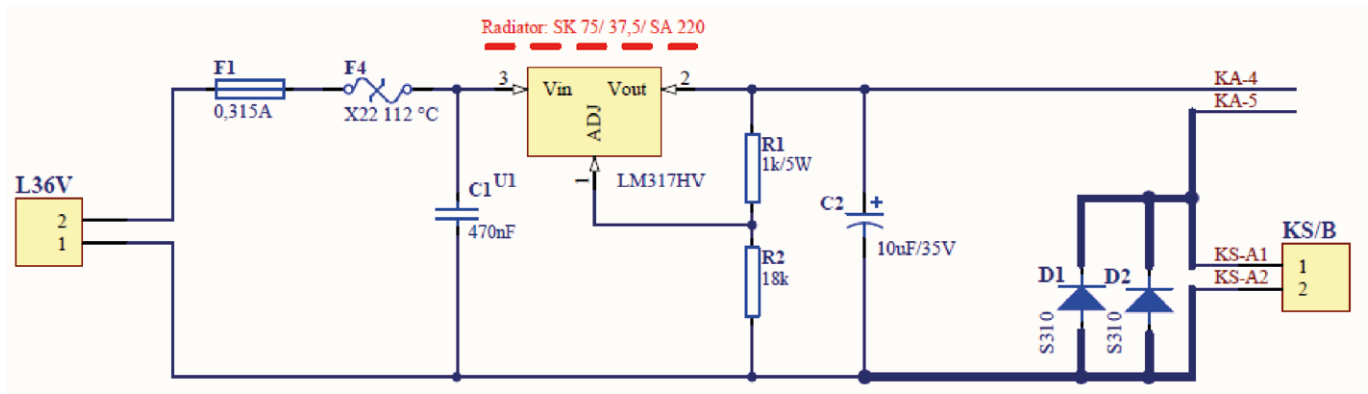 Radiator: SK 75/ 37,5/ SA 220
F1
0,315A
F4
X22 112 °C
3
Vin
Vout
ADJ
2
1
U1
LM317HV
KA-4
KA-5
R1
1k/5W
L36V
2
1
C1
470nF
C2
+
10uF/35V
R2
18k
D1
S310
D2
S310
KS/B
KS-A1
1
KS-A2
2